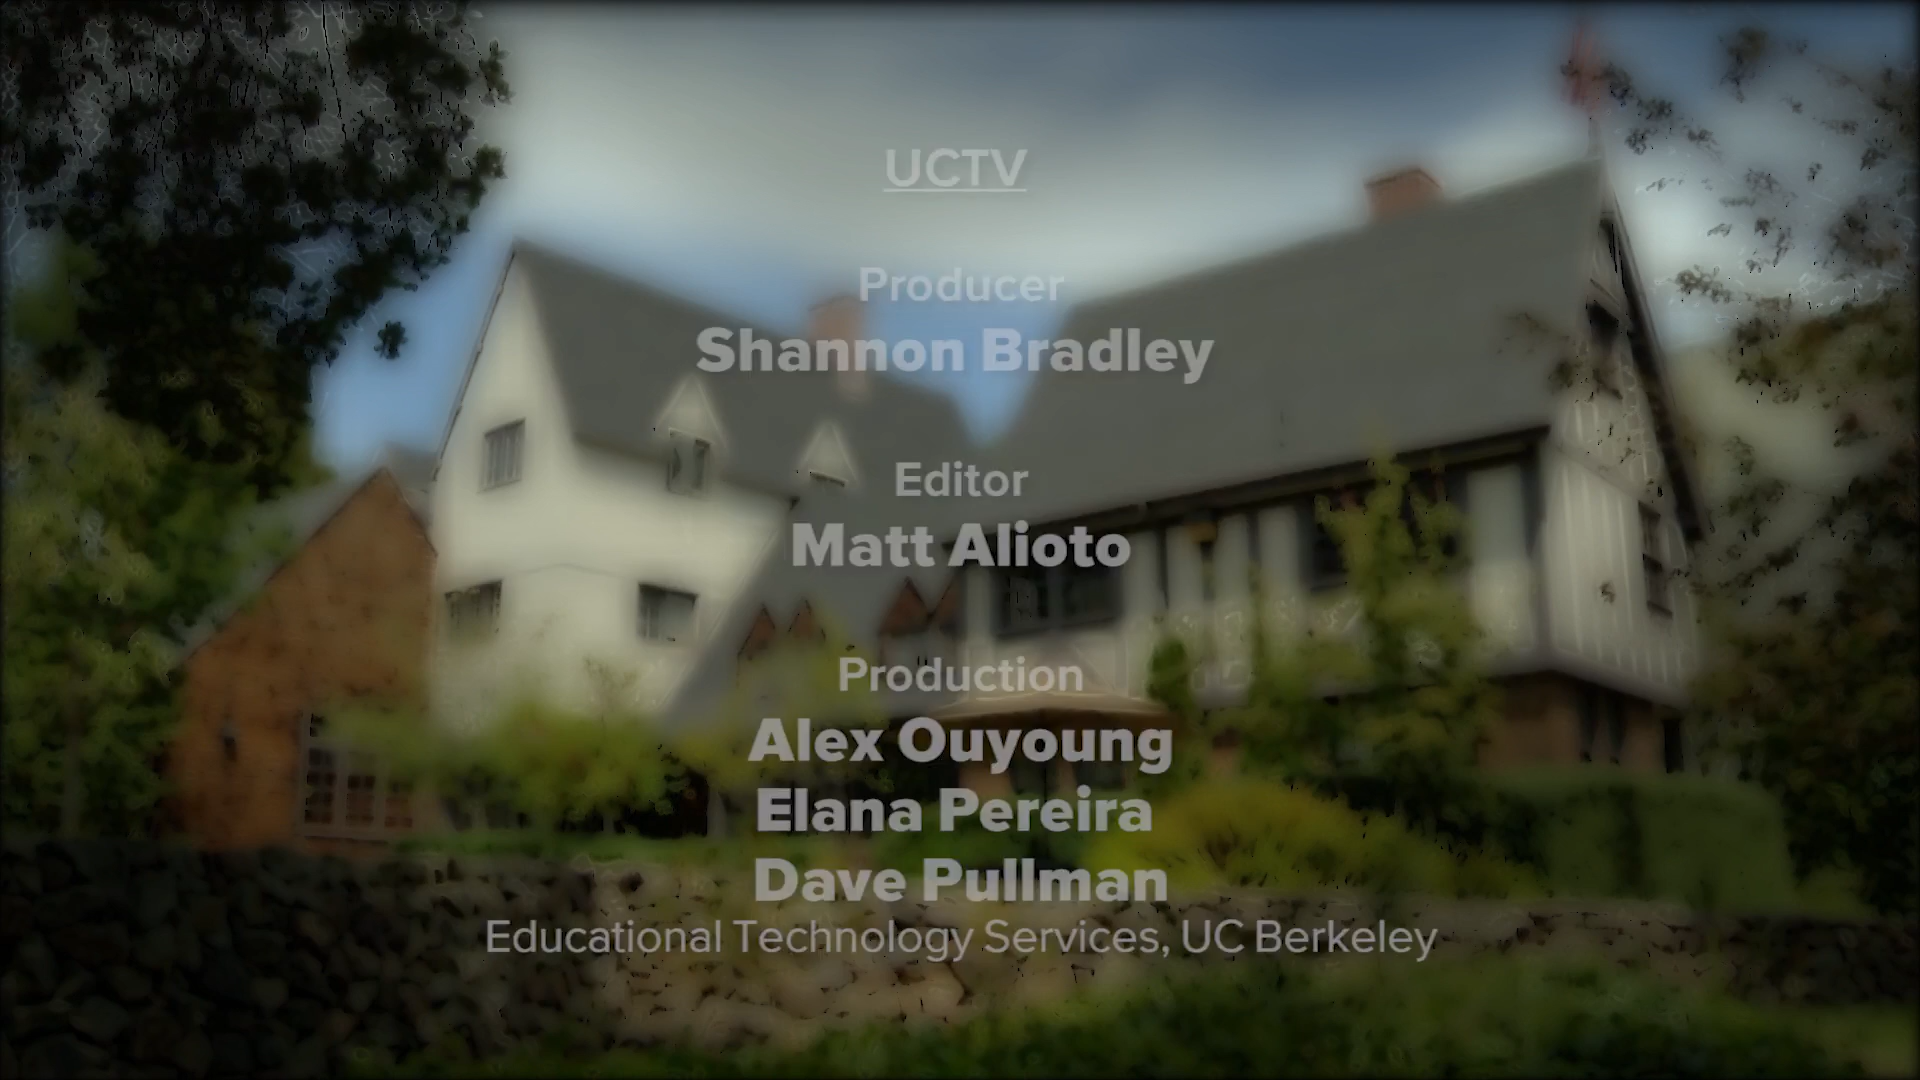 UCTV
Producer
Shannon Bradley
Editor
Matt Alioto
Production
Alex Ouyoung
Elana Pereira
Dave Pullman
Educational Technology Services, UC Berkeley